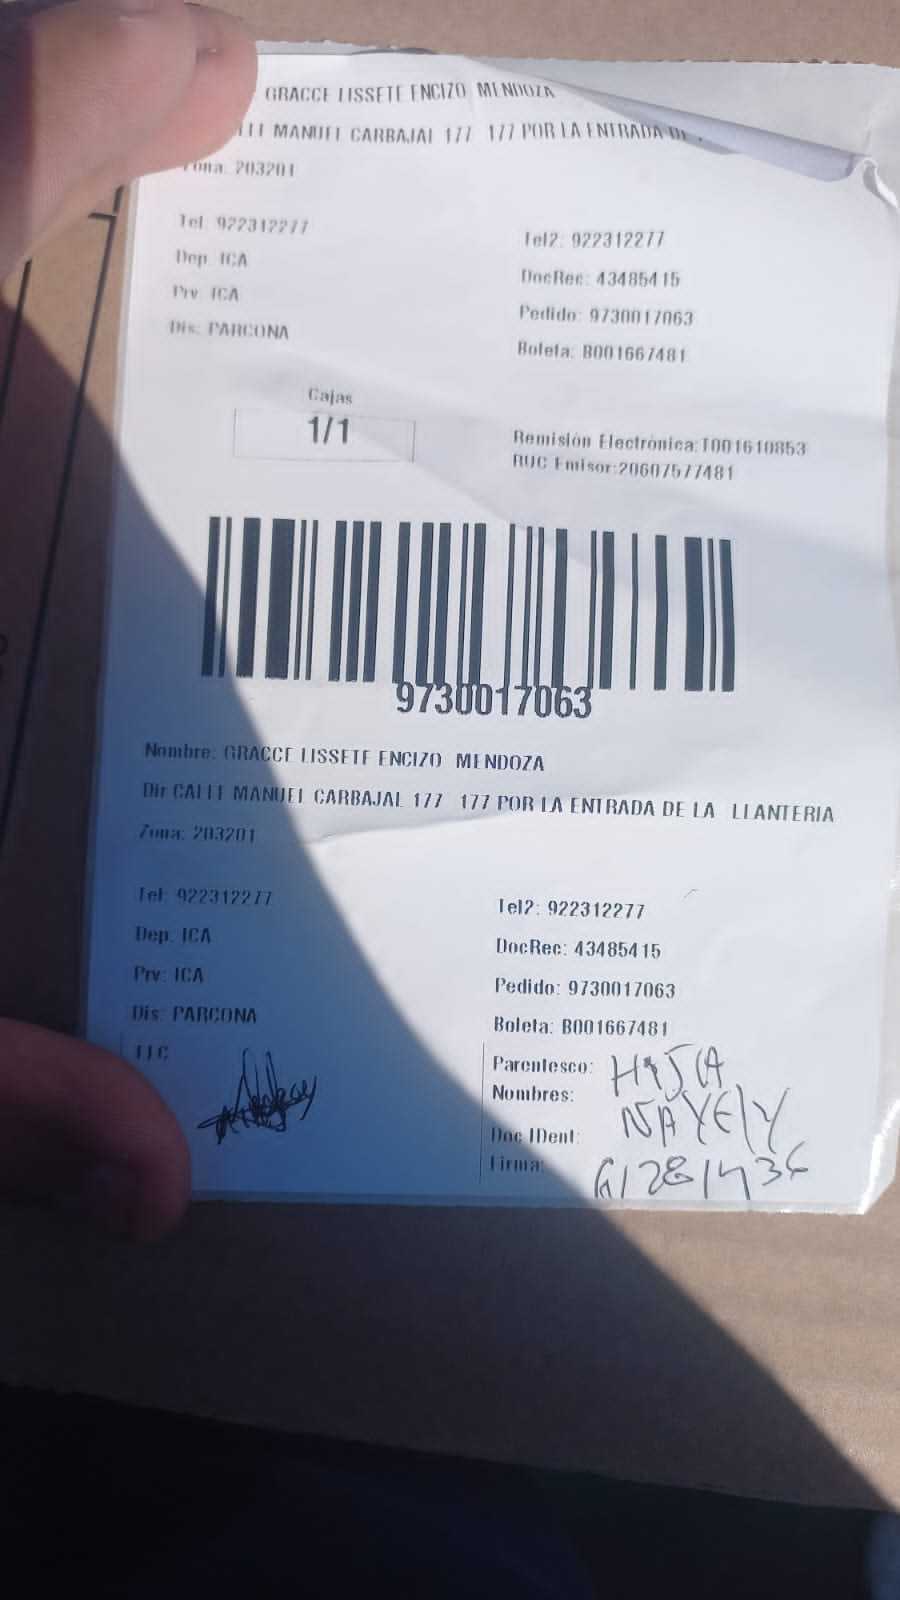 GRACCE LISSETE ENCIZO MENDOZA
MANUEL CARBAJAL 177 177 POR LA ENTRADA DE
Zona: 203201
Tel: 922312277
Tel2: 922312277
Dep: ICA
DocRec: 43485415
Prv: ICA
Pedido: 9730017063
Dis: PARCONA
Boleta: B001667481
Cajas
1/1
Remisión Electrónica:T001610853
RUC Emisor:20607577481
9730017063
Nombre: GRACCE LISSETE ENCIZO MENDOZA
Dir CALLE MANUEL CARBAJAL 177 177 POR LA ENTRADA DE LA LLANTERIA
Zona: 203201
Tel: 922312277
Tel2: 922312277
Dep: ICA
DocRec: 43485415
Prv: ICA
Pedido: 9730017063
Dis: PARCONA
Boleta: B001667481
Parentesco: HIJA
Nombres: NAYELY
Doc IDent:
Firma: